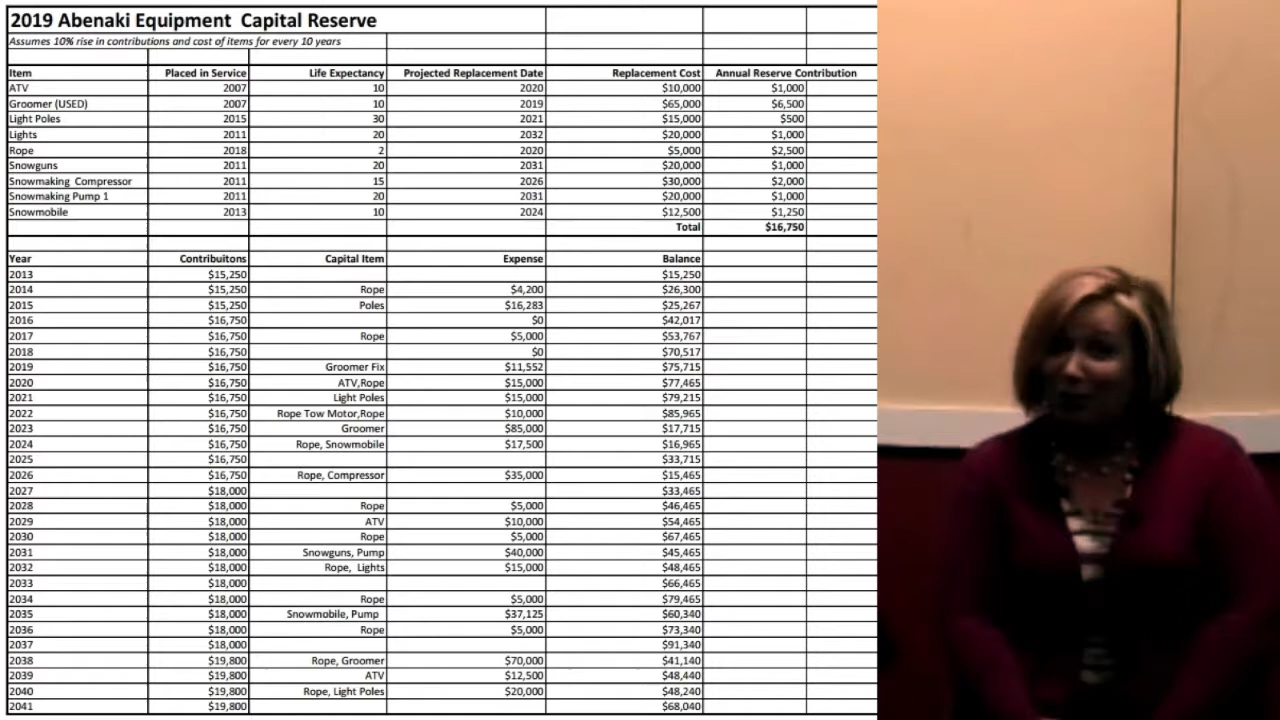 2019 Abenaki Equipment Capital Reserve
Assumes 10% rise in contributions and cost of items for every 10 years
Item Placed in Service Life Expectancy Projected Replacement Date Replacement Cost Annual Reserve Contribution
ATV 2007 10 2020 $10,000 $1,000
Groomer (USED) 2007 10 2019 $65,000 $6,500
Light Poles 2015 30 2021 $15,000 $500
Lights 2011 20 2032 $20,000 $1,000
Rope 2018 2 2020 $5,000 $2,500
Snowguns 2011 20 2031 $20,000 $1,000
Snowmaking Compressor 2011 15 2026 $30,000 $2,000
Snowmaking Pump 1 2011 20 2031 $20,000 $1,000
Snowmobile 2013 10 2024 $12,500 $1,250
Total $16,750
Year Contribuitons Capital Item Expense Balance
2013 $15,250 $15,250
2014 $15,250 Rope $4,200 $26,300
2015 $15,250 Poles $16,283 $25,267
2016 $16,750 $0 $42,017
2017 $16,750 Rope $5,000 $53,767
2018 $16,750 $0 $70,517
2019 $16,750 Groomer Fix $11,552 $75,715
2020 $16,750 ATV,Rope $15,000 $77,465
2021 $16,750 Light Poles $15,000 $79,215
2022 $16,750 Rope Tow Motor,Rope $10,000 $85,965
2023 $16,750 Groomer $85,000 $17,715
2024 $16,750 Rope, Snowmobile $17,500 $16,965
2025 $16,750 $33,715
2026 $16,750 Rope, Compressor $35,000 $15,465
2027 $18,000 $33,465
2028 $18,000 Rope $5,000 $46,465
2029 $18,000 ATV $10,000 $54,465
2030 $18,000 Rope $5,000 $67,465
2031 $18,000 Snowguns, Pump $40,000 $45,465
2032 $18,000 Rope, Lights $15,000 $48,465
2033 $18,000 $66,465
2034 $18,000 Rope $5,000 $79,465
2035 $18,000 Snowmobile, Pump $37,125 $60,340
2036 $18,000 Rope $5,000 $73,340
2037 $18,000 $91,340
2038 $19,800 Rope, Groomer $70,000 $41,140
2039 $19,800 ATV $12,500 $48,440
2040 $19,800 Rope, Light Poles $20,000 $48,240
2041 $19,800 $68,040